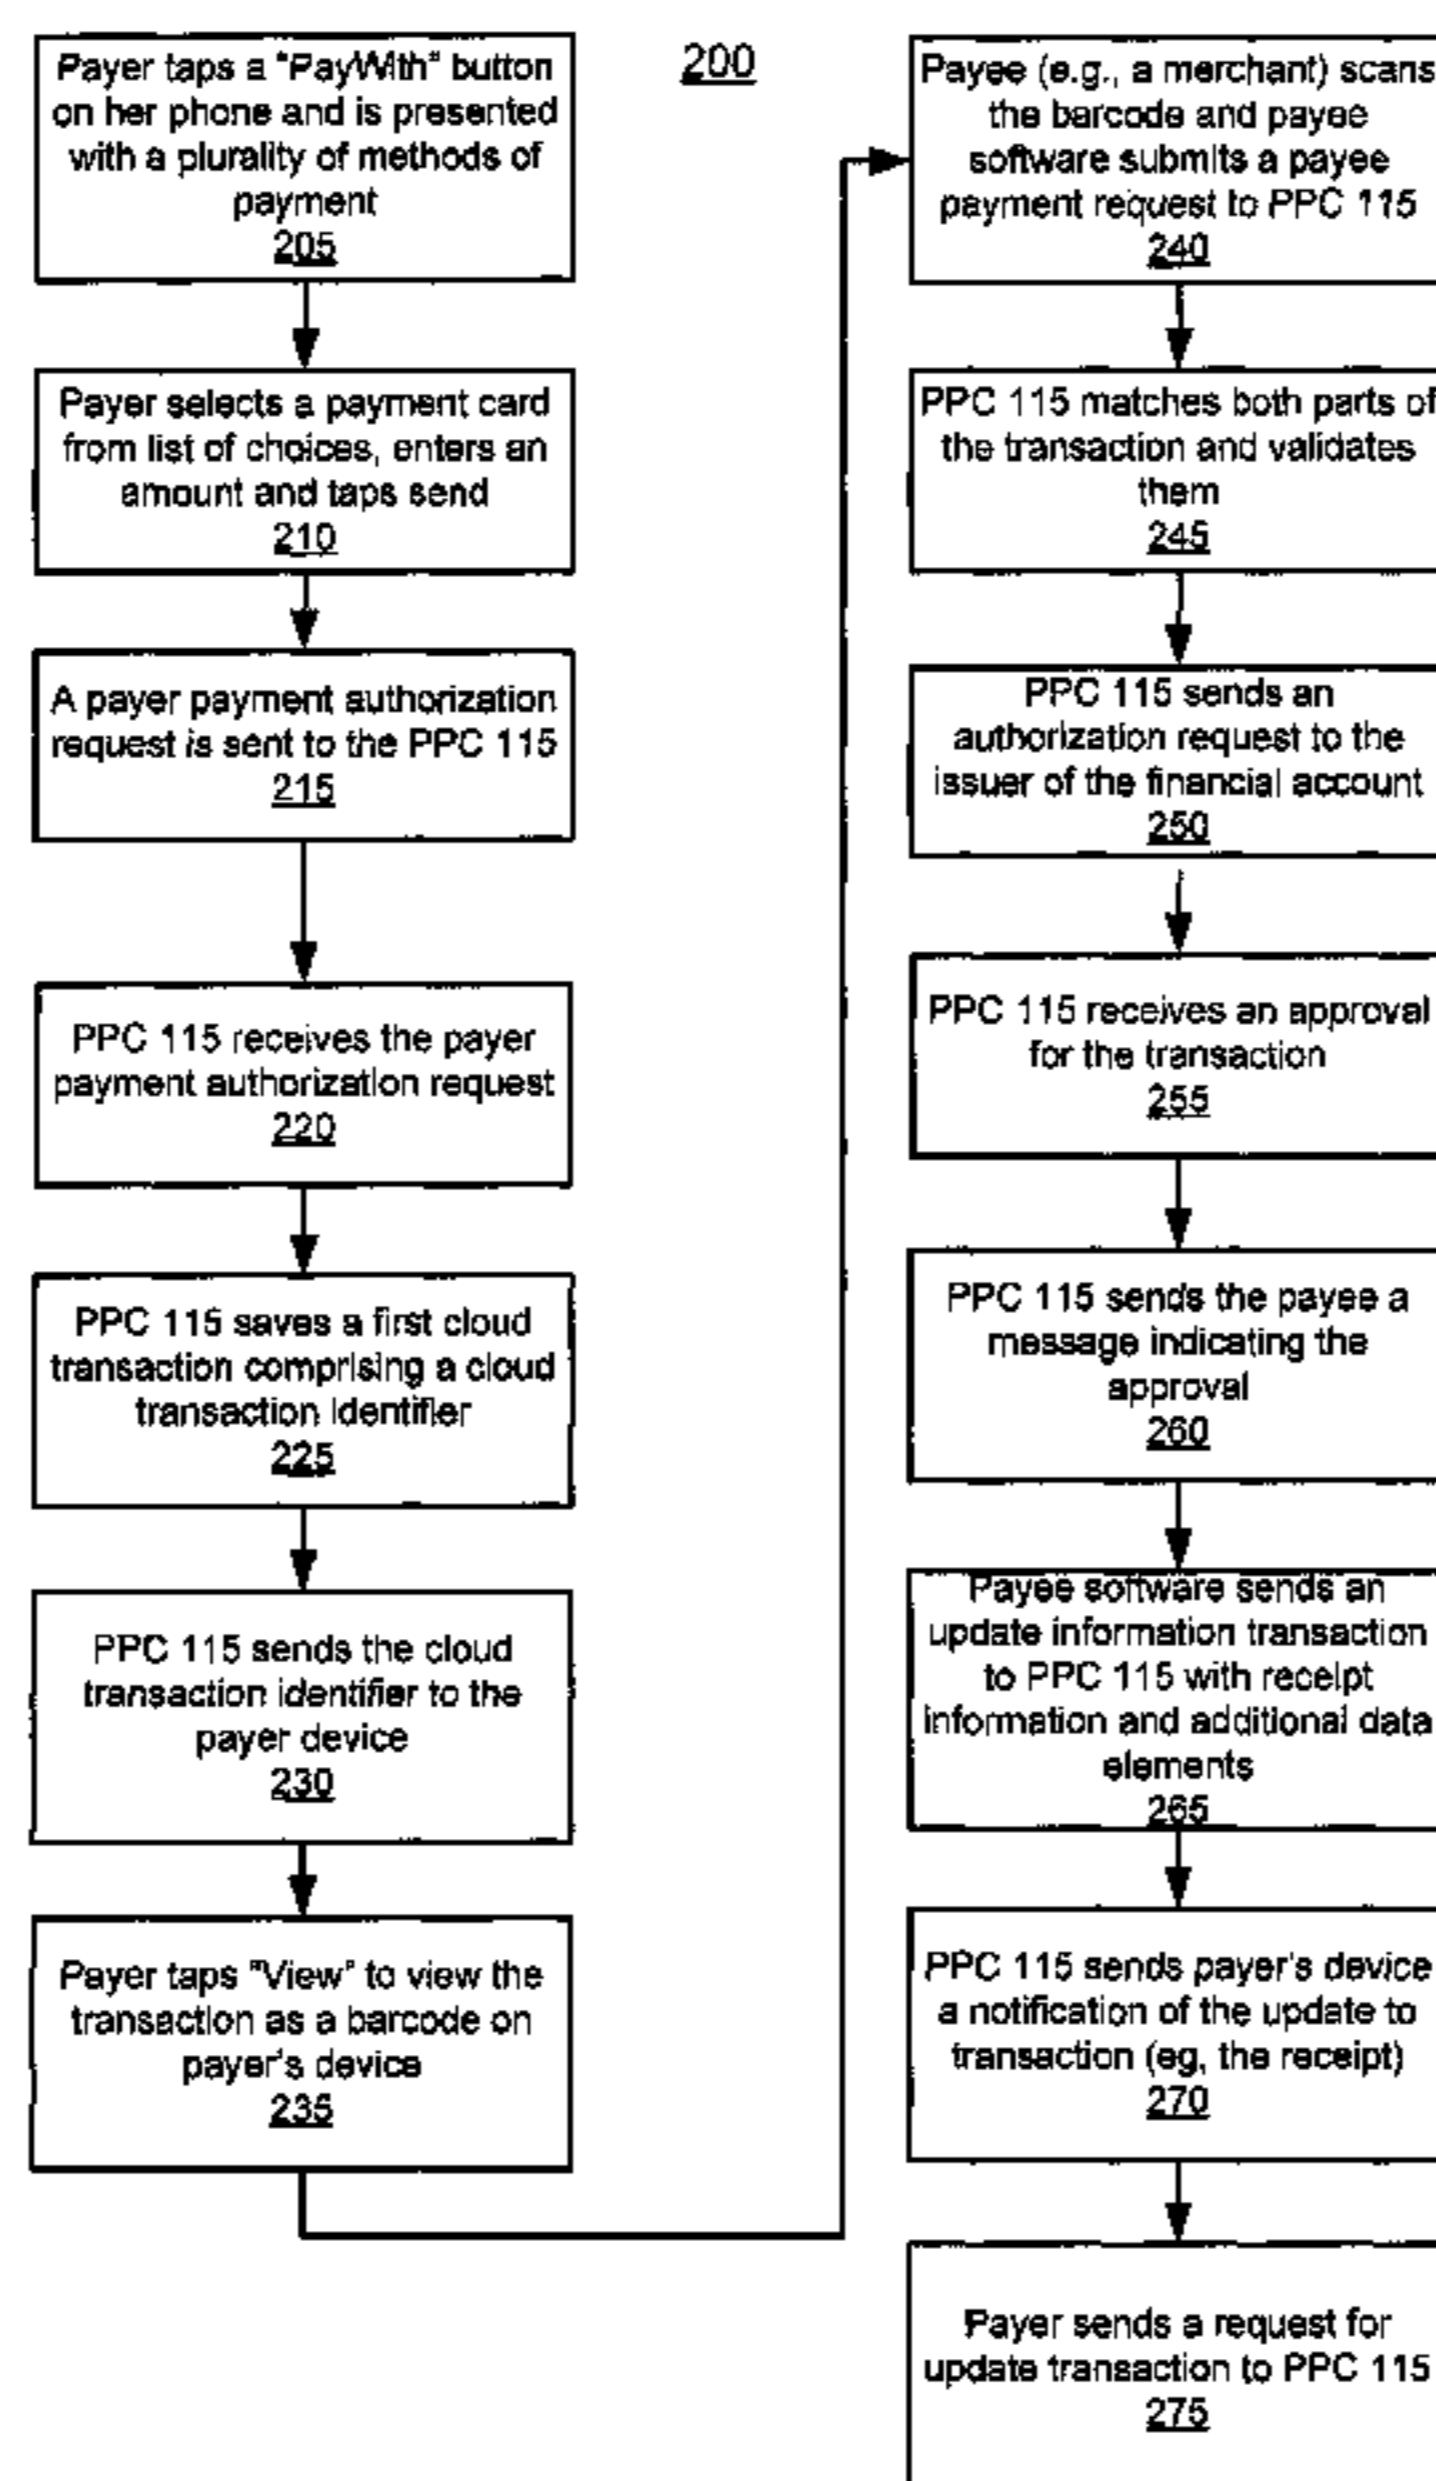 Payer taps a "PayWith" button
on her phone and is presented
with a plurality of methods of
payment
205
Payer selects a payment card
from list of choices, enters an
amount and taps send
210
A payer payment authorization
request is sent to the PPC 115
215
PPC 115 receives the payer
payment authorization request
220
PPC 115 saves a first cloud
transaction comprising a cloud
transaction identifier
225
PPC 115 sends the cloud
transaction identifier to the
payer device
230
Payer taps "View" to view the
transaction as a barcode on
payer's device
235
200
Payee (e.g., a merchant) scans
the barcode and payee
software submits a payee
payment request to PPC 115
240
PPC 115 matches both parts of
the transaction and validates
them
245
PPC 115 sends an
authorization request to the
issuer of the financial account
250
PPC 115 receives an approval
for the transaction
255
PPC 115 sends the payee a
message indicating the
approval
260
Payee software sends an
update information transaction
to PPC 115 with receipt
information and additional data
elements
265
PPC 115 sends payer's device
a notification of the update to
transaction (eg, the receipt)
270
Payer sends a request for
update transaction to PPC 115
275